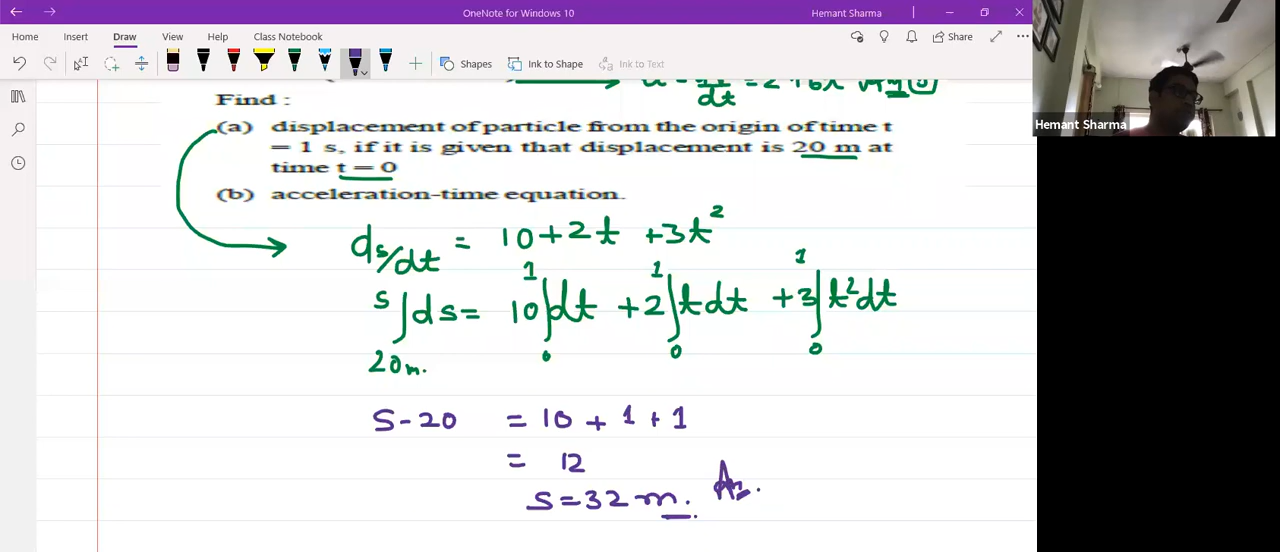 OneNote for Windows 10
Hemant Sharma
Home Insert Draw View Help Class Notebook
Share
Shapes Ink to Shape Ink to Text
dt = 2 + 6t
Find :
(a) displacement of particle from the origin of time t
= 1 s, if it is given that displacement is 20 m at
time t = 0
(b) acceleration-time equation.
ds/dt = 10 + 2t + 3t²
s 1 1 1
∫ds = 10∫dt + 2∫t dt + 3∫t²dt
20m. 0 0 0
S - 20 = 10 + 1 + 1
= 12
S = 32 m. Ans.
Hemant Sharma